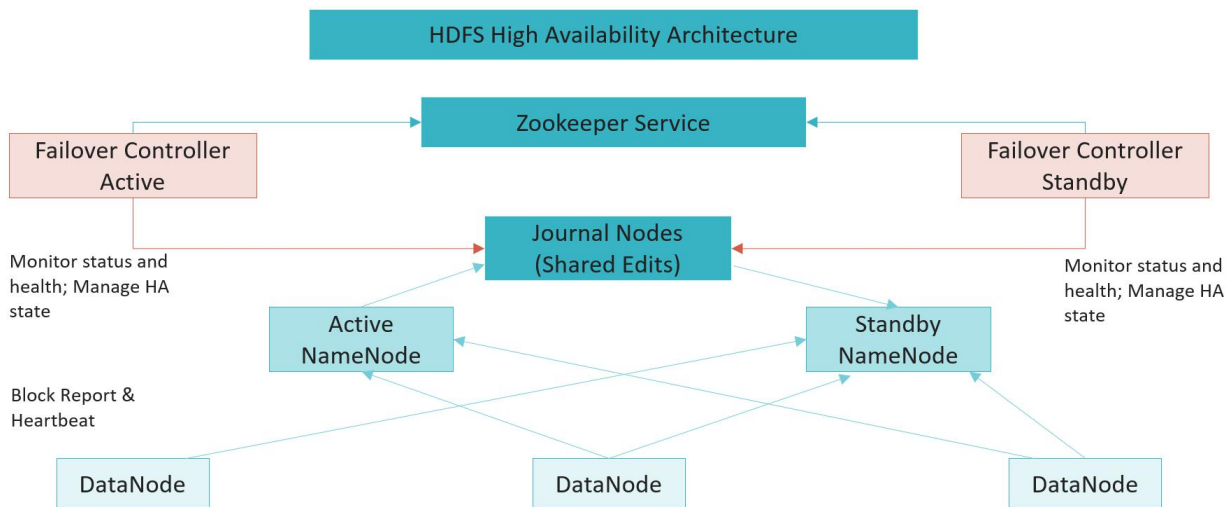 HDFS High Availability Architecture
Zookeeper Service
Failover Controller
Active
Failover Controller
Standby
Journal Nodes
(Shared Edits)
Monitor status and
health; Manage HA
state
Monitor status and
health; Manage HA
state
Active
NameNode
Standby
NameNode
Block Report &
Heartbeat
DataNode
DataNode
DataNode